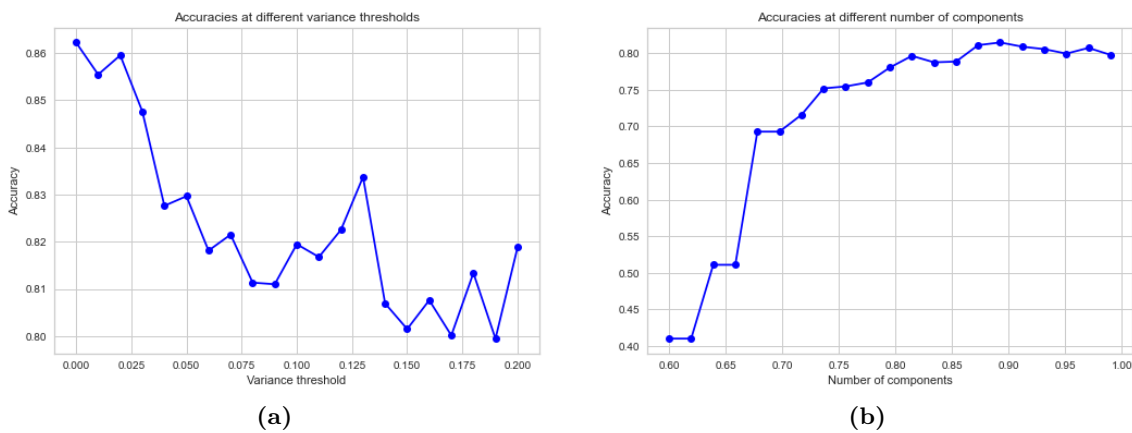 Accuracies at different variance thresholds
0.86
0.85
0.84
0.83
0.82
0.81
0.80
Accuracy
0.000 0.025 0.050 0.075 0.100 0.125 0.150 0.175 0.200
Variance threshold
(a)
Accuracies at different number of components
0.80
0.75
0.70
0.65
0.60
0.55
0.50
0.45
0.40
Accuracy
0.60 0.65 0.70 0.75 0.80 0.85 0.90 0.95 1.00
Number of components
(b)